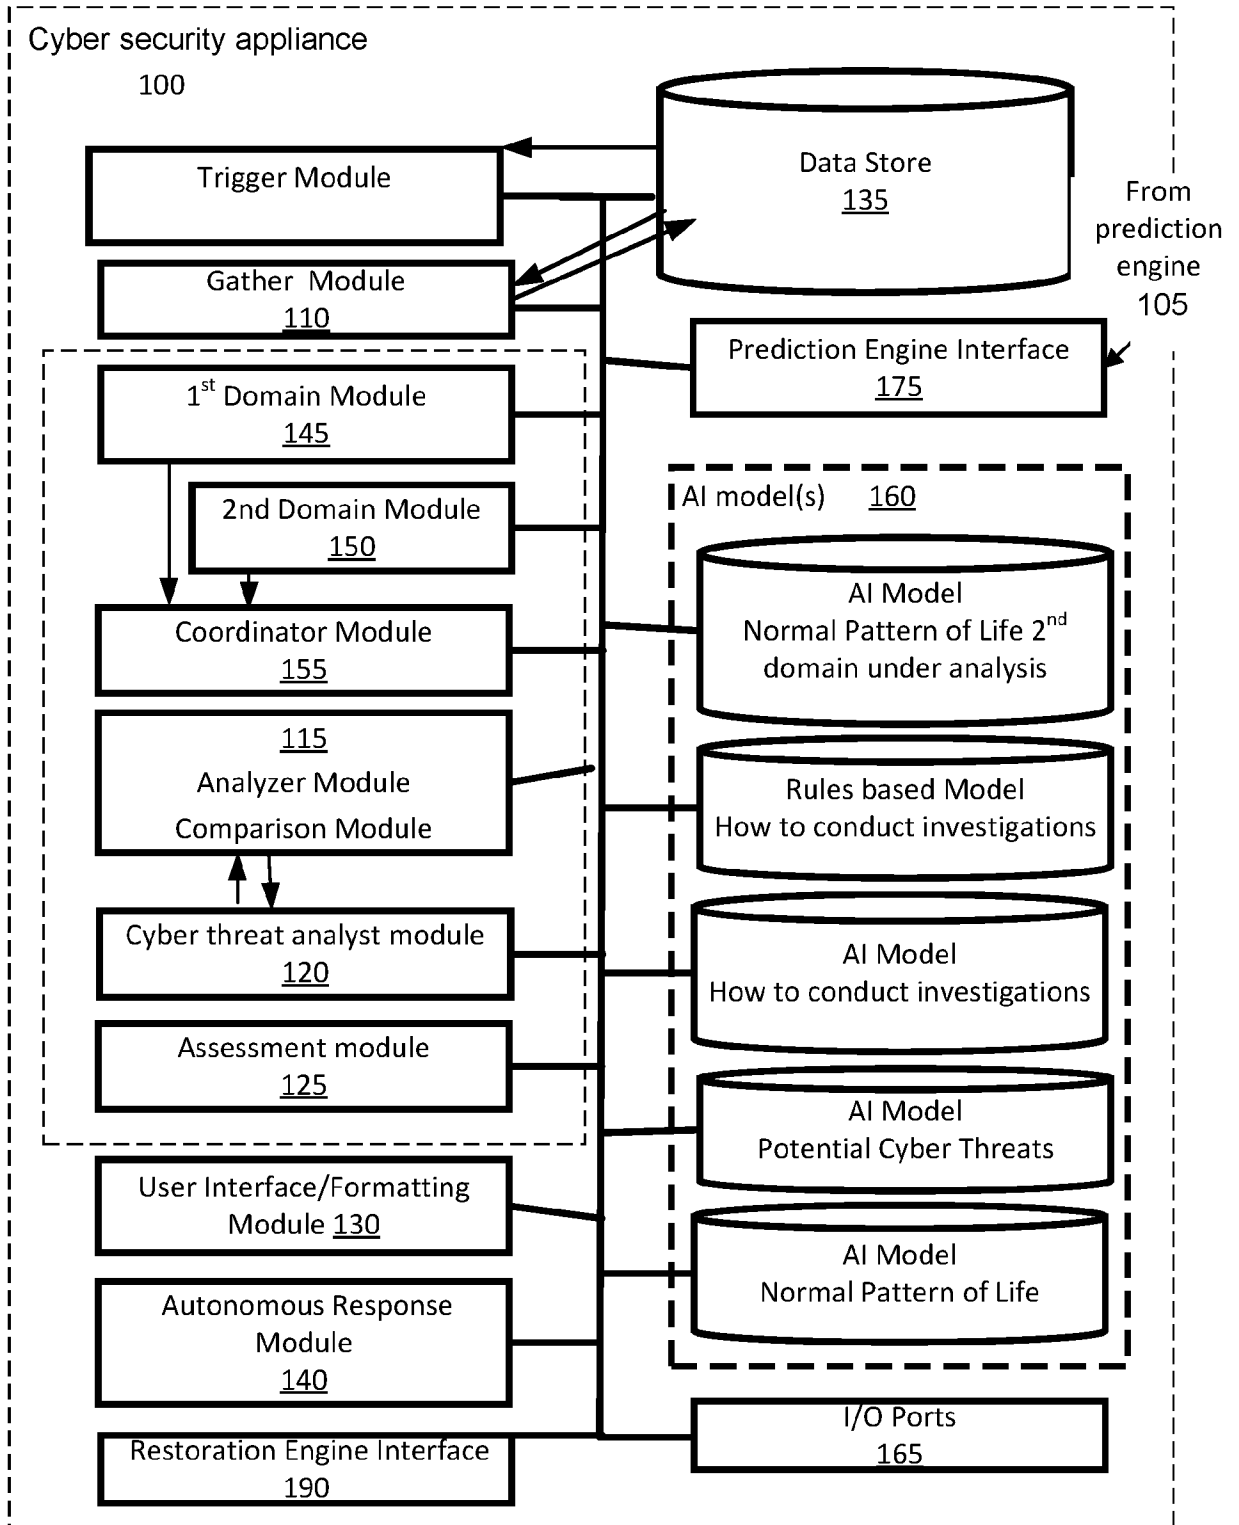 Cyber security appliance
100
Trigger Module
Data Store
135
From
prediction
engine
105
Gather Module
110
Prediction Engine Interface
175
1st Domain Module
145
2nd Domain Module
150
Coordinator Module
155
115
Analyzer Module
Comparison Module
Cyber threat analyst module
120
Assessment module
125
User Interface/Formatting
Module 130
Autonomous Response
Module
140
Restoration Engine Interface
190
AI model(s) 160
AI Model
Normal Pattern of Life 2nd
domain under analysis
Rules based Model
How to conduct investigations
AI Model
How to conduct investigations
AI Model
Potential Cyber Threats
AI Model
Normal Pattern of Life
I/O Ports
165